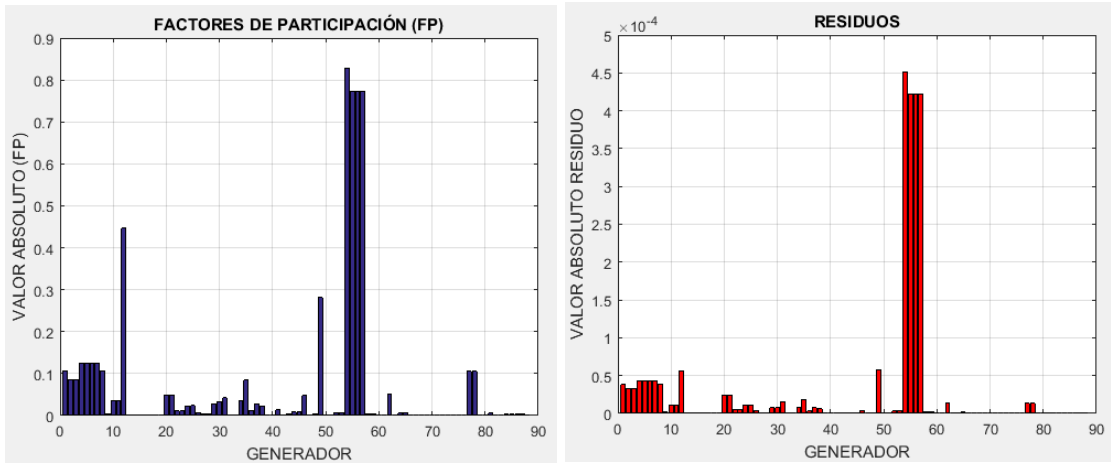 FACTORES DE PARTICIPACIÓN (FP)
VALOR ABSOLUTO (FP)
0.9
0.8
0.7
0.6
0.5
0.4
0.3
0.2
0.1
0
0 10 20 30 40 50 60 70 80 90
GENERADOR
RESIDUOS
×10⁻⁴
VALOR ABSOLUTO RESIDUO
5
4.5
4
3.5
3
2.5
2
1.5
1
0.5
0
0 10 20 30 40 50 60 70 80 90
GENERADOR